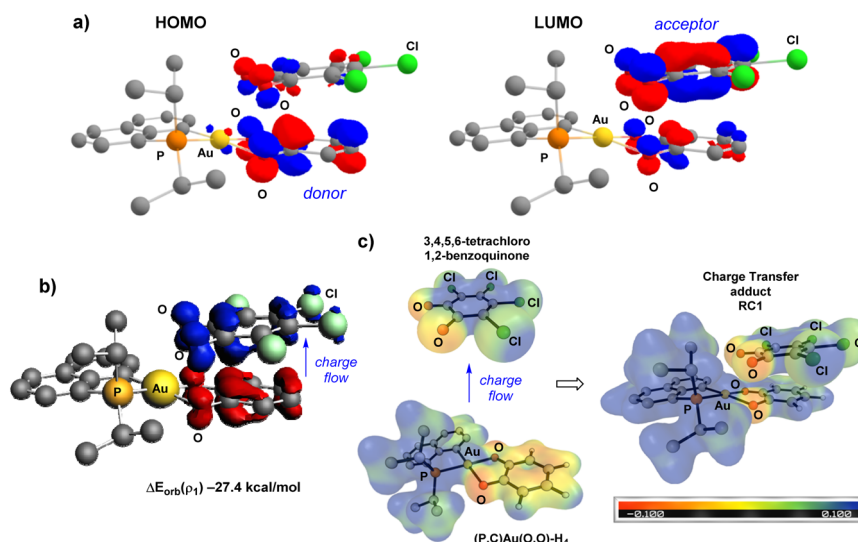 a)
HOMO
LUMO
acceptor
O
Cl
O
O
P
Au
O
donor
O
O
Au
O
P
O
c)
3,4,5,6-tetrachloro
1,2-benzoquinone
b)
Cl
O
O
P
Au
O
charge
flow
ΔEorb(ρ1) –27.4 kcal/mol
Cl
Cl
Cl
O
O
Cl
charge
flow
Au
O
P
O
(P,C)Au(O,O)-H4
Charge Transfer
adduct
RC1
Cl
Cl
O
O
Cl
O
P
Au
O
-0.100
0.100